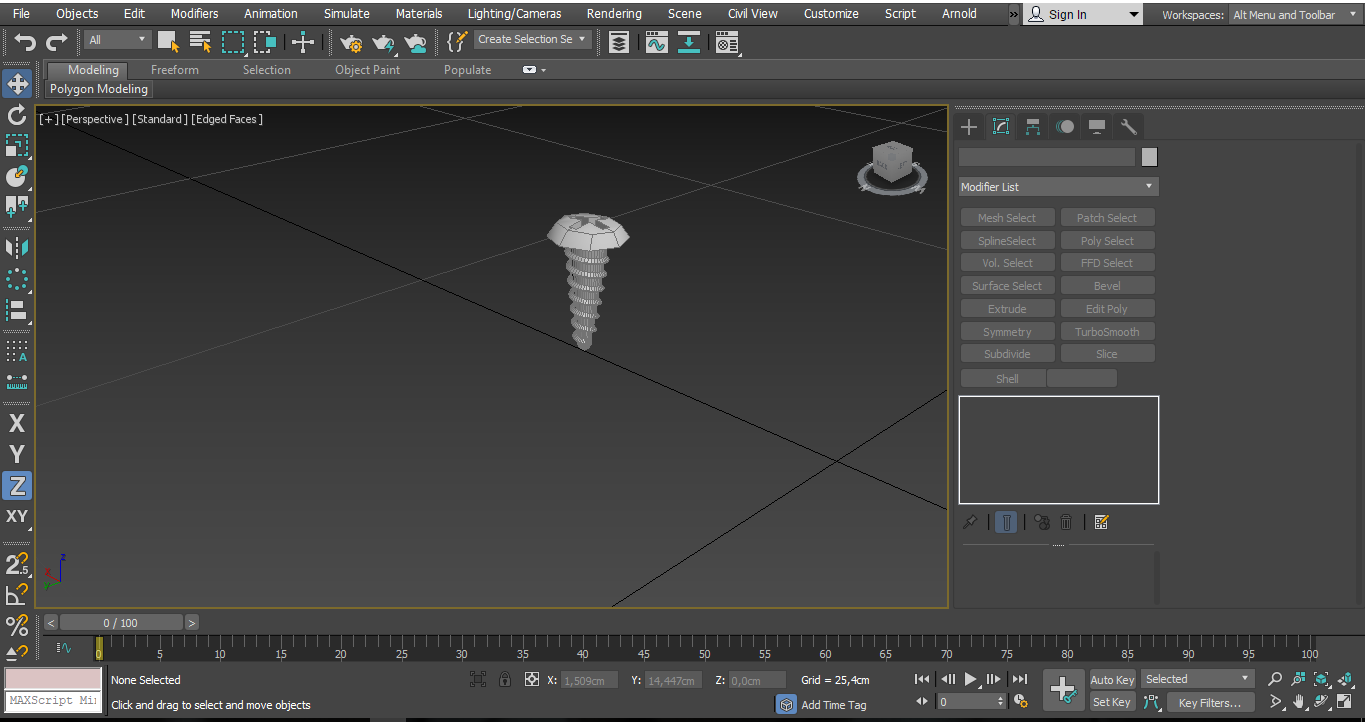 File Objects Edit Modifiers Animation Simulate Materials Lighting/Cameras Rendering Scene Civil View Customize Script Arnold » Sign In Workspaces: Alt Menu and Toolbar
All Create Selection Se
Modeling Freeform Selection Object Paint Populate
Polygon Modeling
[+] [Perspective ] [Standard ] [Edged Faces ]
Modifier List
Mesh Select Patch Select
SplineSelect Poly Select
Vol. Select FFD Select
Surface Select Bevel
Extrude Edit Poly
Symmetry TurboSmooth
Subdivide Slice
Shell
X
Y
Z
XY
2.5
%
z
x
y
< 0 / 100 >
0 5 10 15 20 25 30 35 40 45 50 55 60 65 70 75 80 85 90 95 100
None Selected X: 1,509cm Y: 14,447cm Z: 0,0cm Grid = 25,4cm Auto Key Selected
MAXScript Mi
Click and drag to select and move objects Add Time Tag 0 Set Key Key Filters...